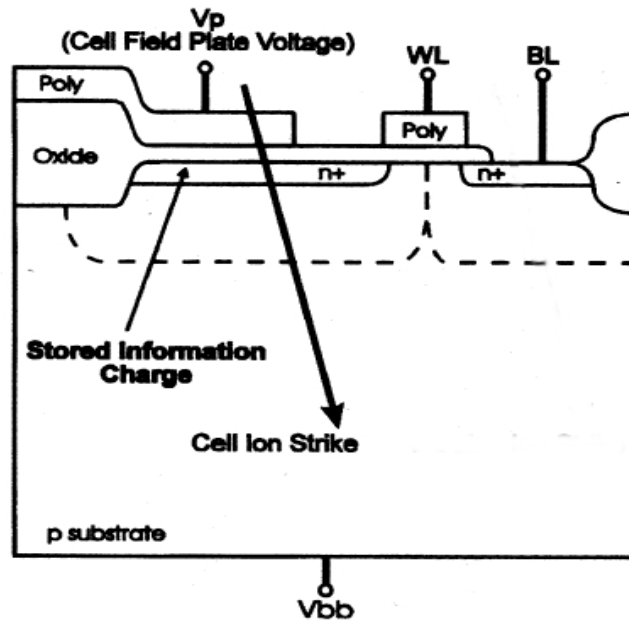 Vp
(Cell Field Plate Voltage)
WL
BL
Poly
Poly
Oxide
n+
n+
Stored Information
Charge
Cell Ion Strike
p substrate
Vbb